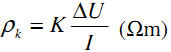 ρₖ = K ΔU / I (Ωm)